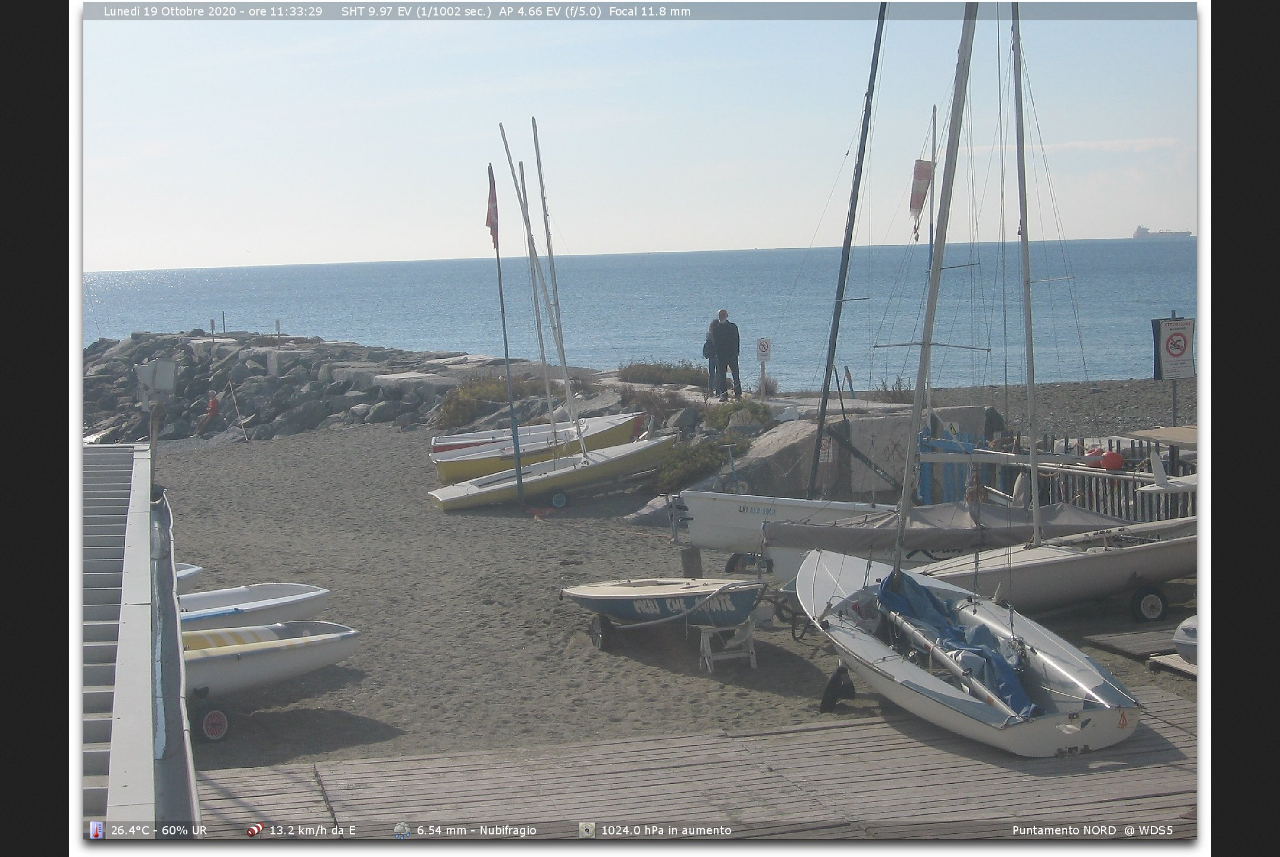 Lunedì 19 Ottobre 2020 - ore 11:33:29 SHT 9.97 EV (1/1002 sec.) AP 4.66 EV (f/5.0) Focal 11.8 mm
26.4°C - 60% UR 13.2 km/h da E 6.54 mm - Nubifragio 1024.0 hPa in aumento Puntamento NORD @ WDS5